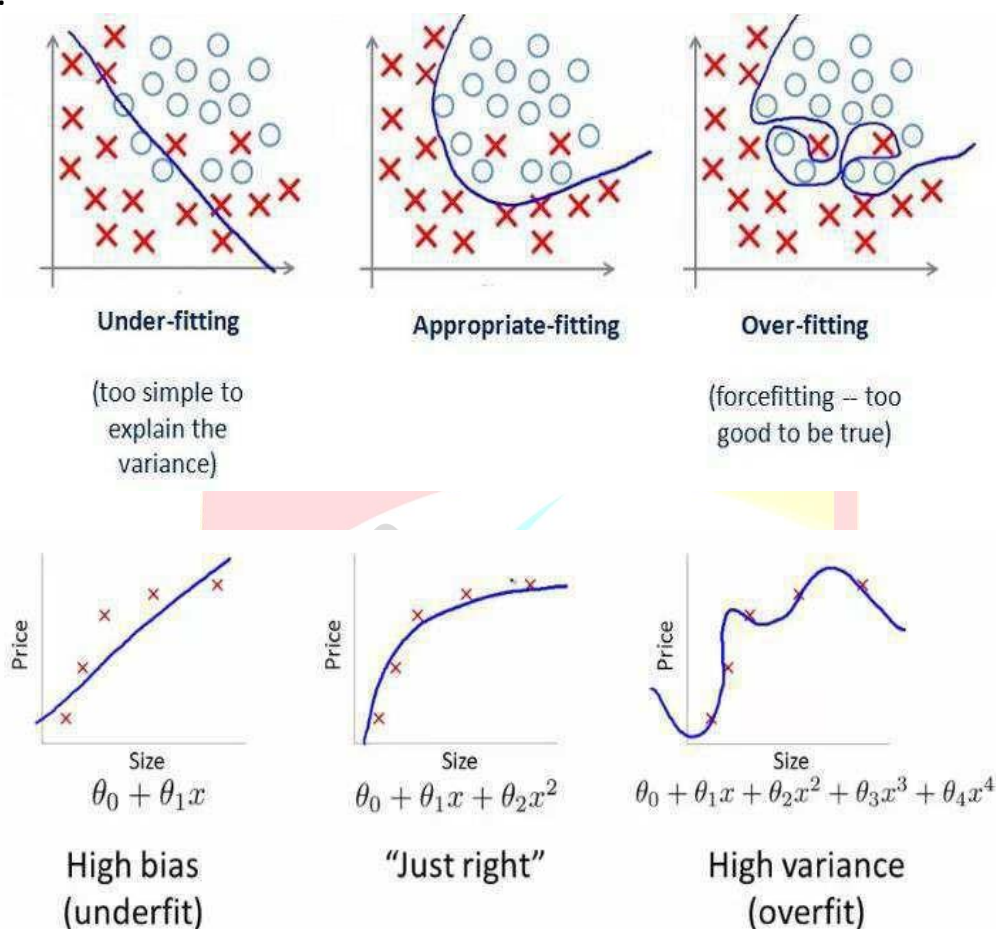 Under-fitting
Appropriate-fitting
Over-fitting
(too simple to
explain the
variance)
(forcefitting -- too
good to be true)
Price
Size
θ₀ + θ₁x
High bias
(underfit)
Price
Size
θ₀ + θ₁x + θ₂x²
“Just right”
Price
Size
θ₀ + θ₁x + θ₂x² + θ₃x³ + θ₄x⁴
High variance
(overfit)